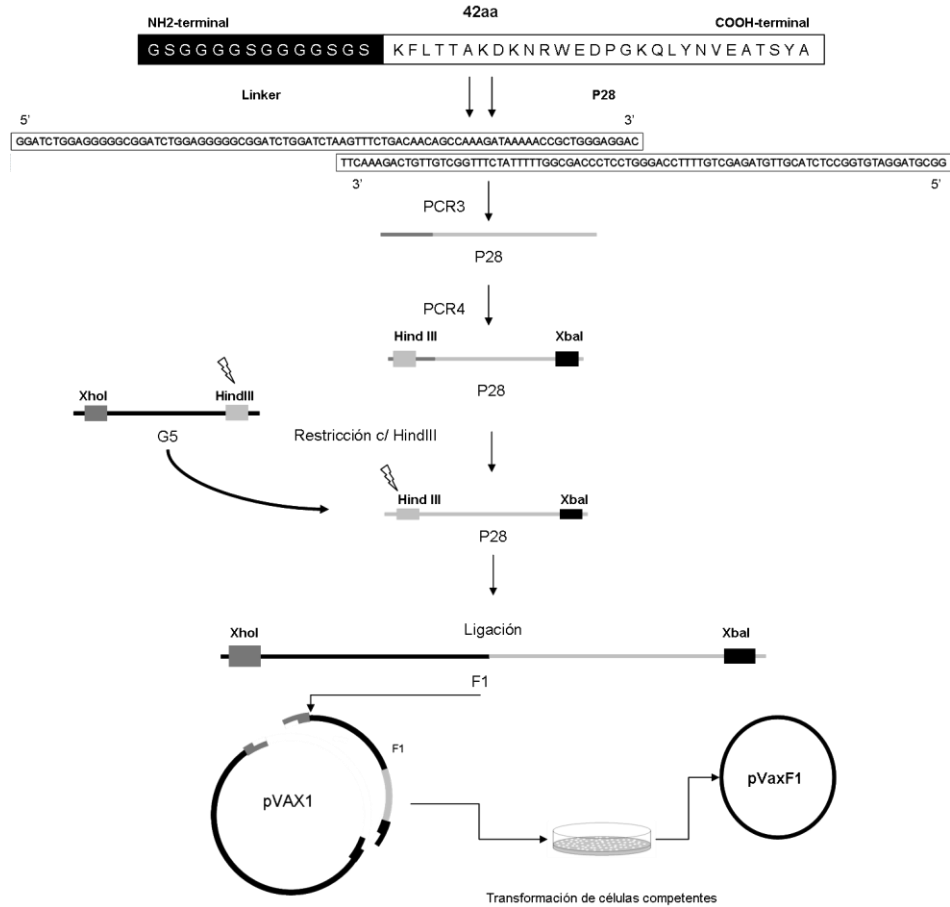 42aa
NH2-terminal
COOH-terminal
GSGGGGSGGGGSGS KFLTTAKDKNRWEDPGKQLYNVEATSYA
Linker
P28
5'
3'
GGATCTGGAGGGGGCGGATCTGGAGGGGGCGGATCTGGATCTAAGTTTCTGACAACAGCCAAAGATAAAAACCGCTGGGAGGAC
TTCAAAGACTGTTGTCGGTTTCTATTTTTGGCGACCCTCCTGGGACCTTTTGTCGAGATGTTGCATCTCCGGTGTAGGATGCGG
3'
5'
PCR3
P28
PCR4
Hind III
XbaI
P28
XhoI
HindIII
G5
Restricción c/ HindIII
Hind III
XbaI
P28
XhoI
Ligación
XbaI
F1
F1
pVAX1
pVaxF1
Transformación de células competentes